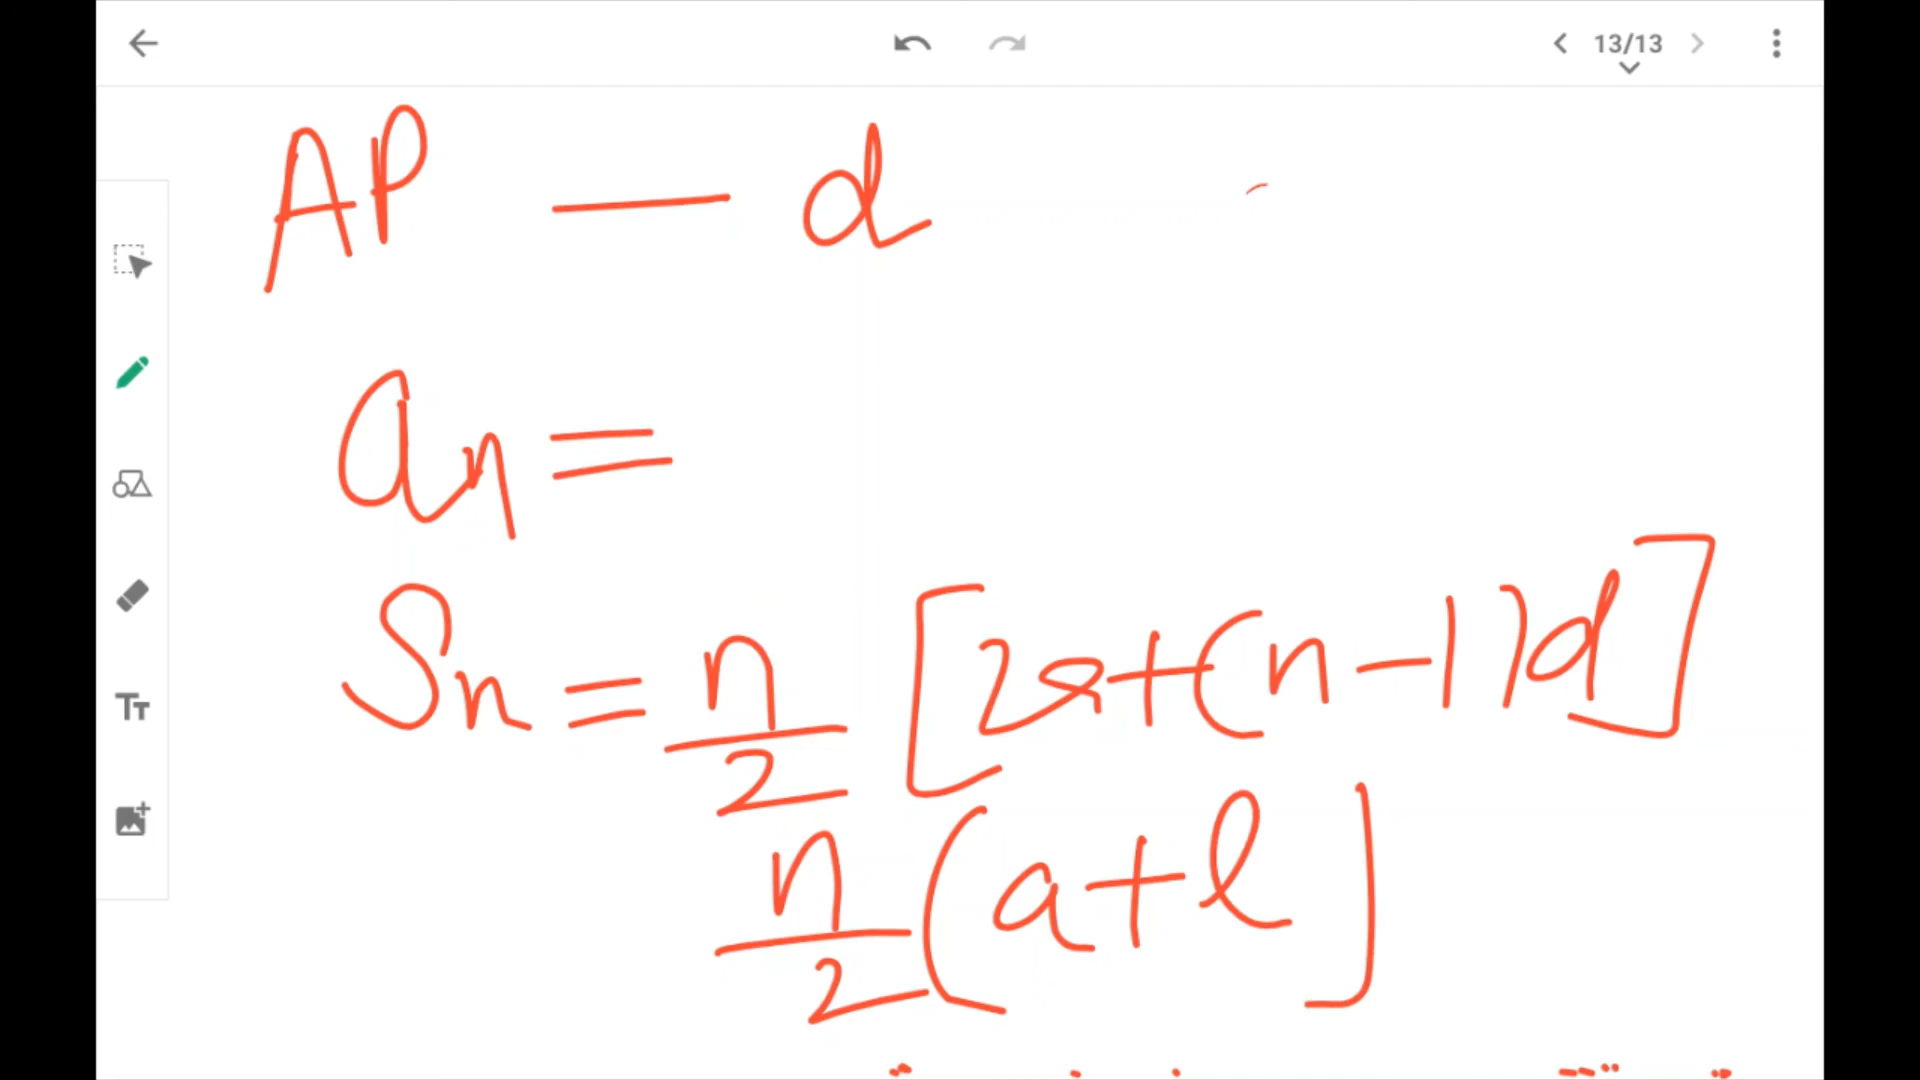 13/13
AP — d
an =
Sn = n/2 [2a+(n-1)d]
n/2 (a+l]